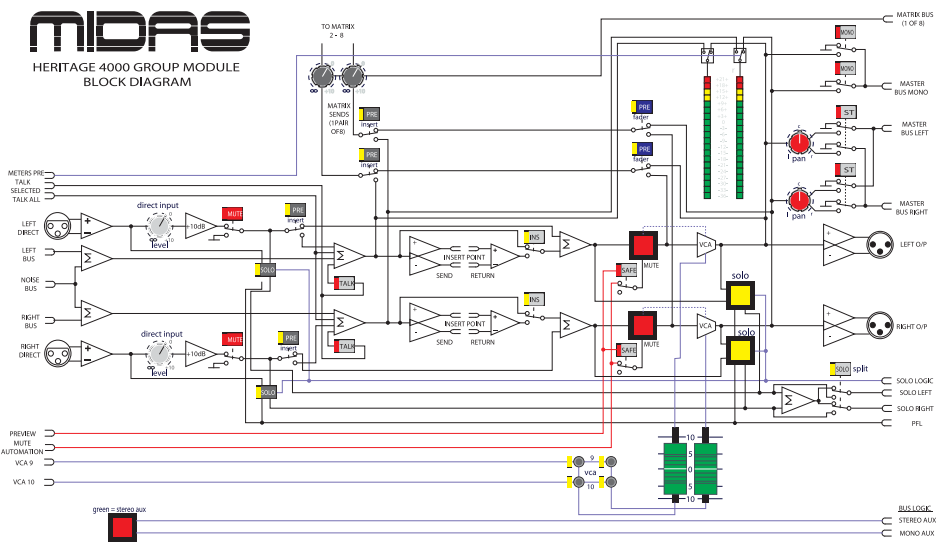 MIDAS
HERITAGE 4000 GROUP MODULE
BLOCK DIAGRAM
TO MATRIX
2 - 8
MATRIX BUS
(1 OF 8)
MONO
MONO
MASTER
BUS MONO
MATRIX
SENDS
(1PAIR
OF8)
PRE
insert
PRE
fader
ST
MASTER
BUS LEFT
pan
PRE
insert
PRE
fader
ST
pan
MASTER
BUS RIGHT
METERS PRE
TALK
SELECTED
TALK ALL
direct input
level
+10dB
MUTE
PRE
insert
LEFT
DIRECT
LEFT
BUS
NOISE
BUS
RIGHT
BUS
RIGHT
DIRECT
SOLO
Σ
TALK
INSERT POINT
SEND
RETURN
INS
Σ
MUTE
SAFE
VCA
solo
LEFT O/P
Σ
Σ
direct input
level
+10dB
MUTE
PRE
insert
SOLO
Σ
TALK
INSERT POINT
SEND
RETURN
INS
Σ
MUTE
SAFE
VCA
solo
RIGHT O/P
SOLO
split
Σ
SOLO LOGIC
SOLO LEFT
SOLO RIGHT
PFL
PREVIEW
MUTE
AUTOMATION
VCA 9
VCA 10
9
vca
10
10
5
0
5
10
green = stereo aux
BUS LOGIC
STEREO AUX
MONO AUX